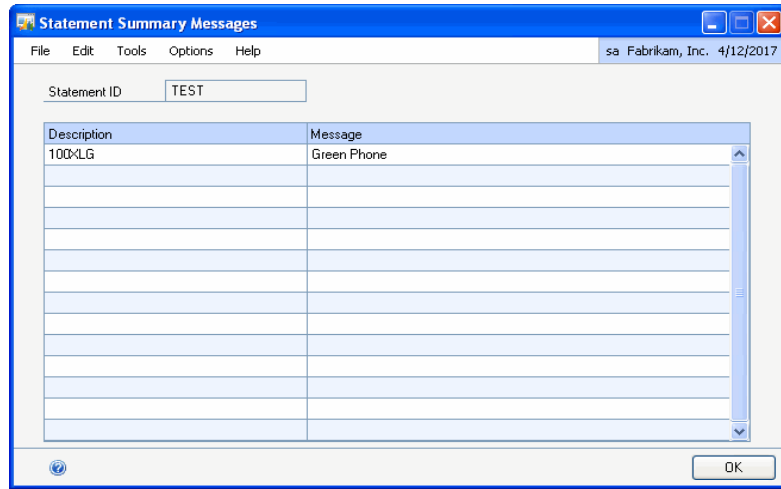 Statement Summary Messages
File Edit Tools Options Help sa Fabrikam, Inc. 4/12/2017
Statement ID TEST
Description Message
100XLG Green Phone
OK